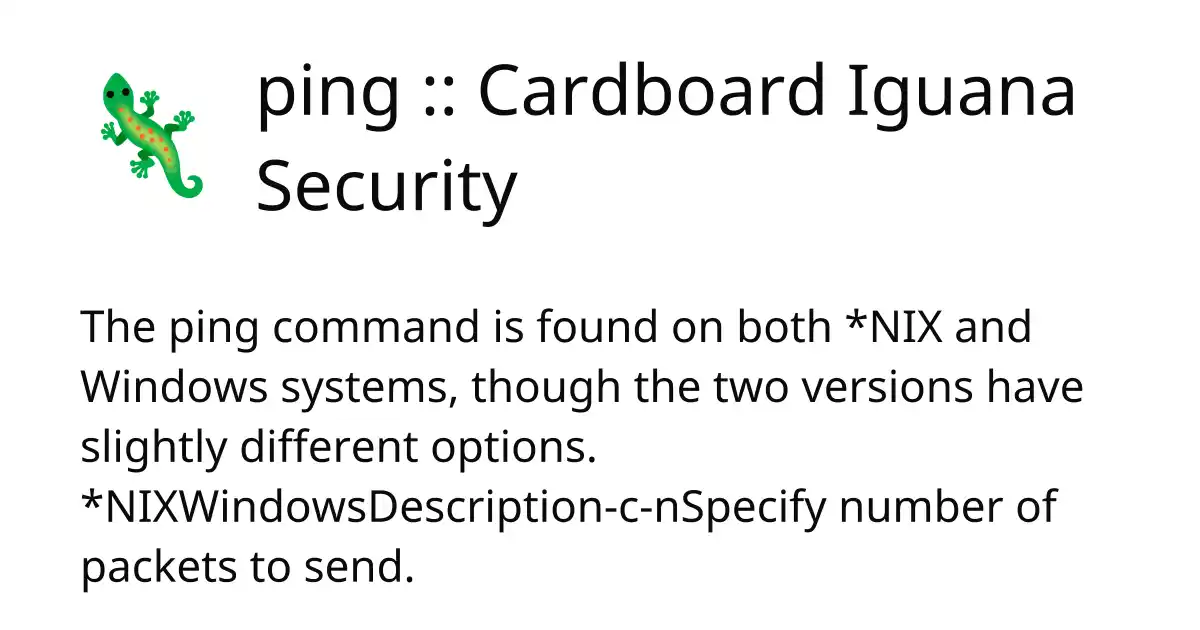 ping :: Cardboard Iguana
Security
The ping command is found on both *NIX and
Windows systems, though the two versions have
slightly different options.
*NIXWindowsDescription-c-nSpecify number of
packets to send.